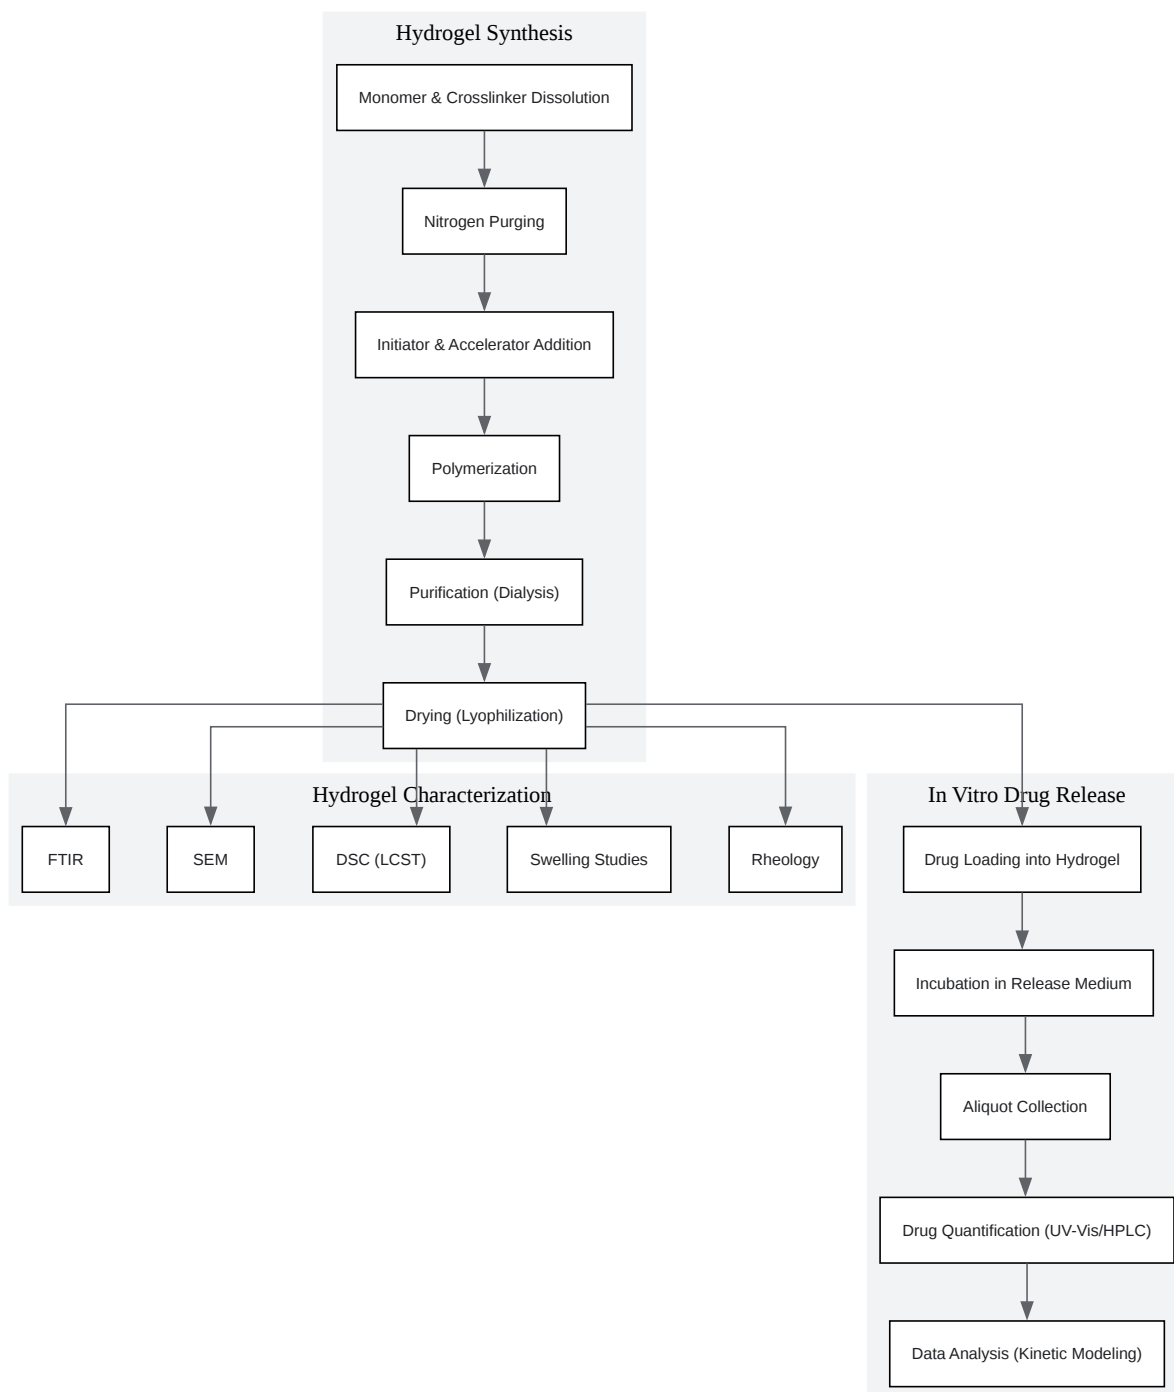 Hydrogel Synthesis
Monomer & Crosslinker Dissolution
Nitrogen Purging
Initiator & Accelerator Addition
Polymerization
Purification (Dialysis)
Drying (Lyophilization)
Hydrogel Characterization
FTIR
SEM
DSC (LCST)
Swelling Studies
Rheology
In Vitro Drug Release
Drug Loading into Hydrogel
Incubation in Release Medium
Aliquot Collection
Drug Quantification (UV-Vis/HPLC)
Data Analysis (Kinetic Modeling)